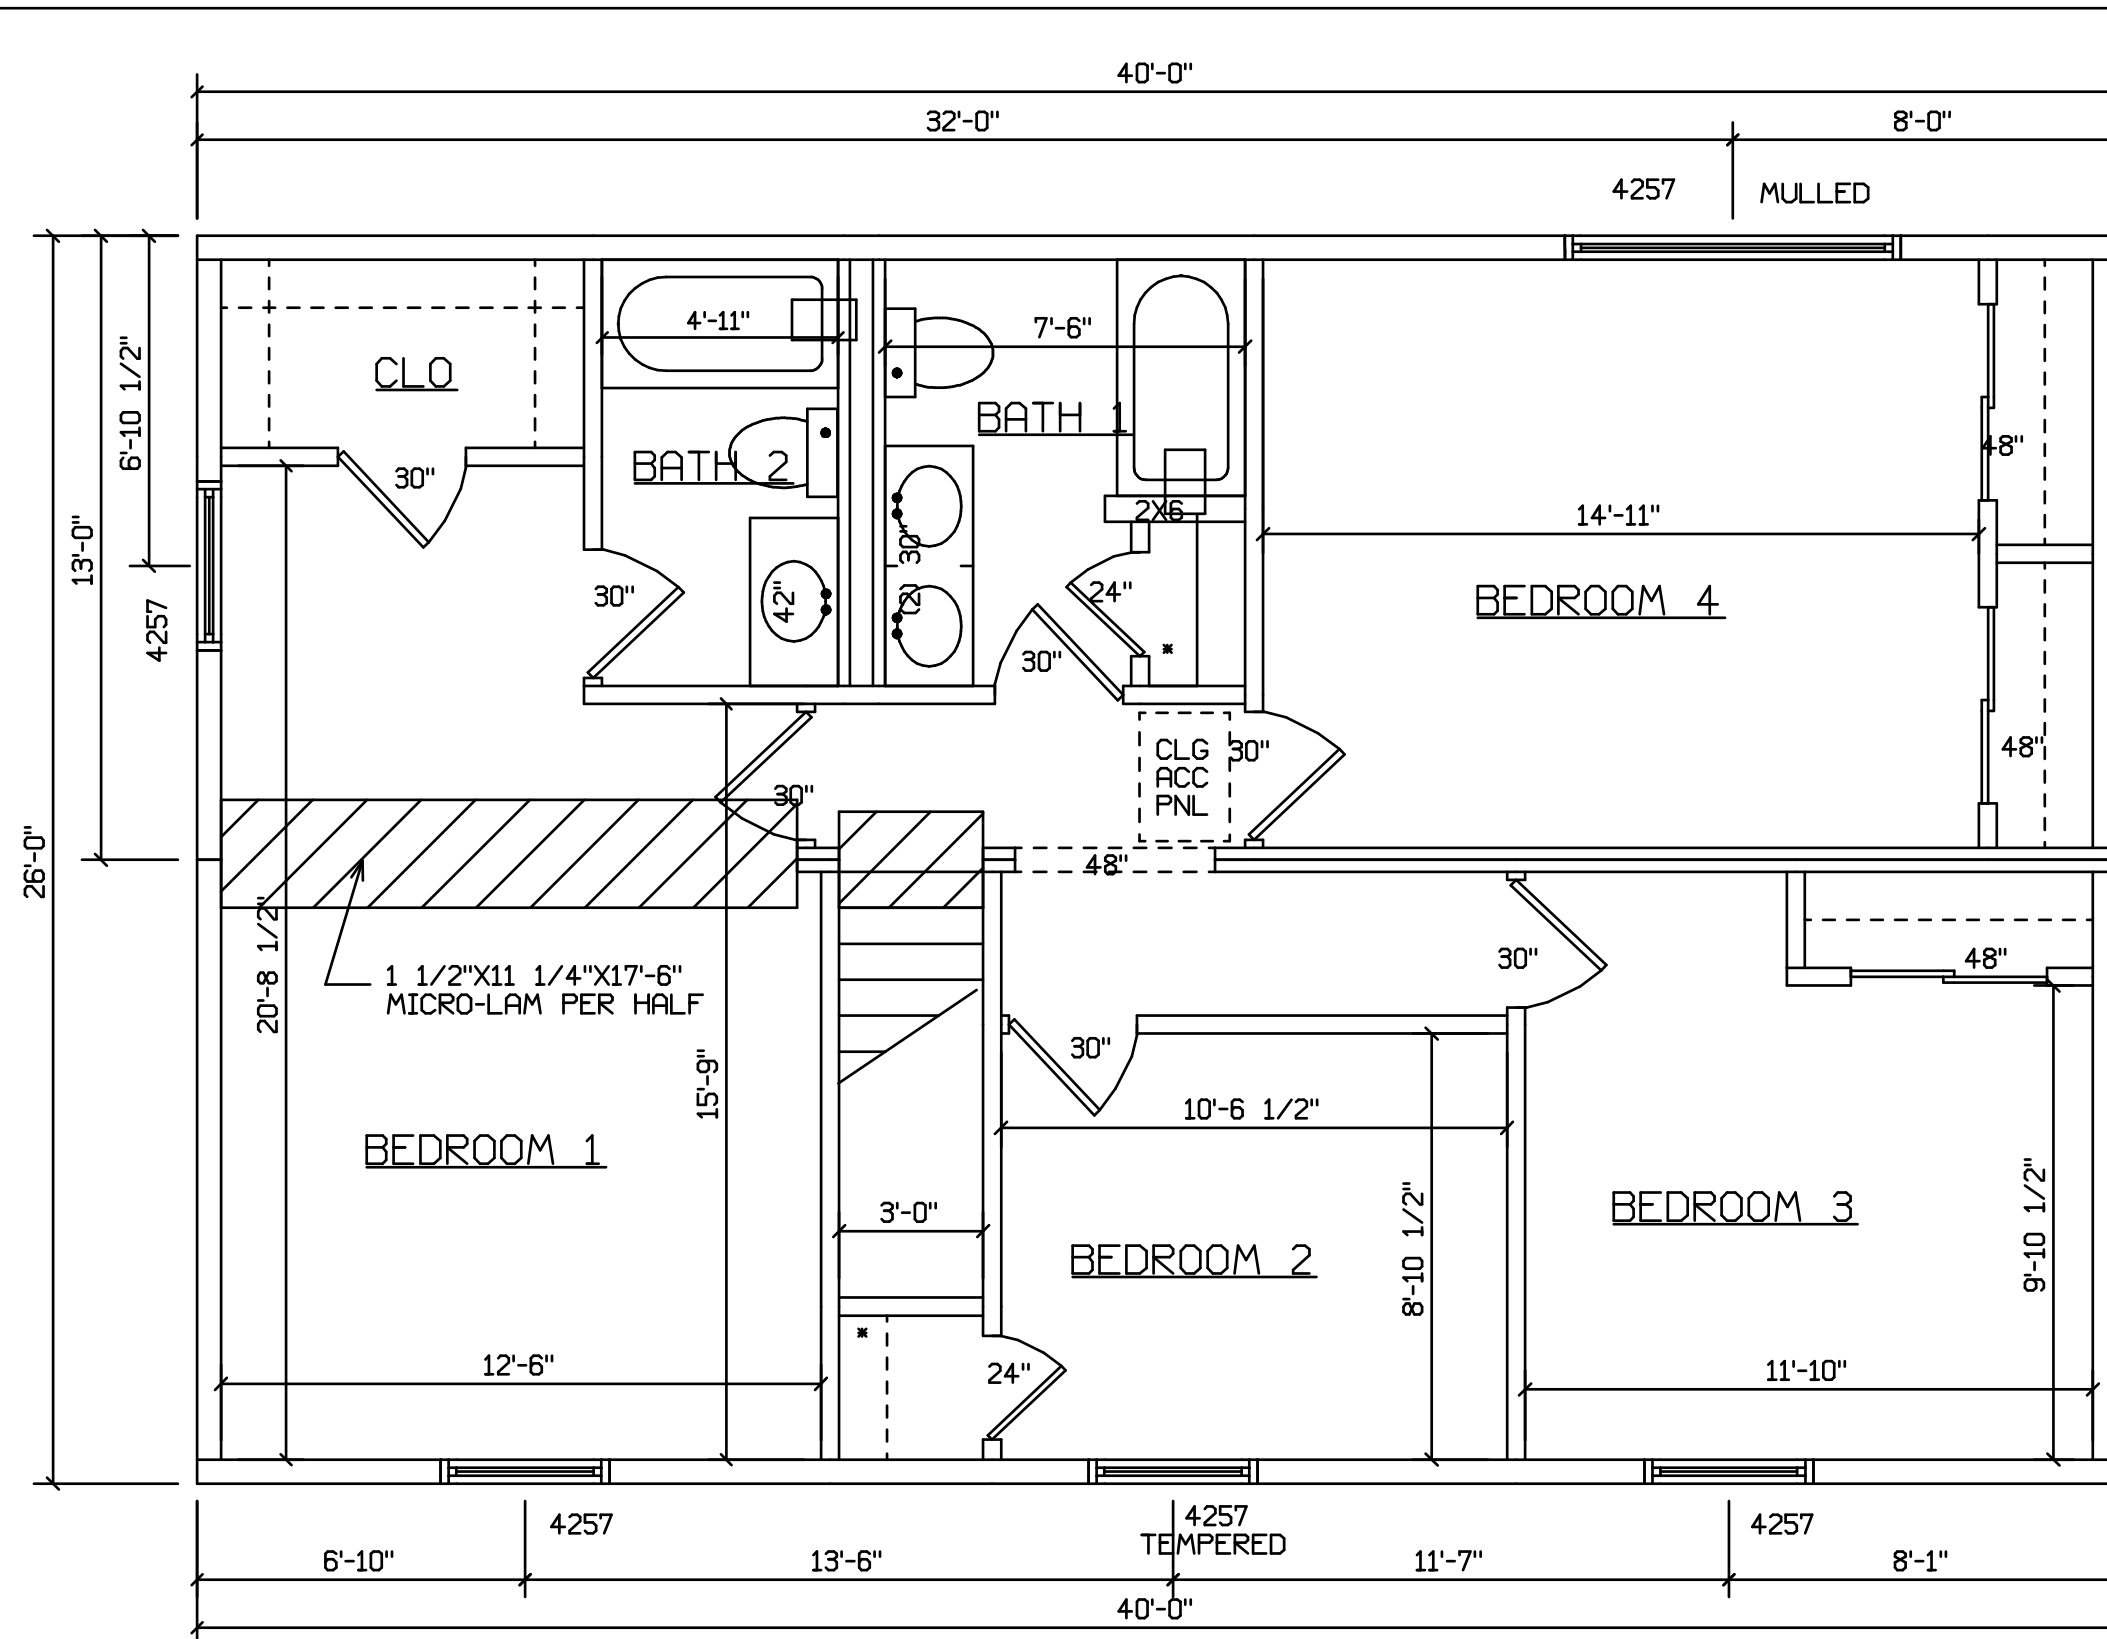 40'-0"
32'-0"
8'-0"
4257
MULLED
4'-11"
7'-6"
6'-10 1/2"
CLO
BATH 1
48"
BATH 2
30"
2X6
14'-11"
13'-0"
30"
(2)
30"
42"
24"
BEDROOM 4
4257
30"
CLG
ACC
PNL
30"
48"
30"
26'-0"
48"
20'-8 1/2"
1 1/2"X11 1/4"X17'-6"
MICRO-LAM PER HALF
30"
48"
30"
15'-9"
10'-6 1/2"
BEDROOM 1
3'-0"
BEDROOM 2
8'-10 1/2"
BEDROOM 3
9'-10 1/2"
12'-6"
24"
11'-10"
4257
4257
TEMPERED
4257
6'-10"
13'-6"
11'-7"
8'-1"
40'-0"